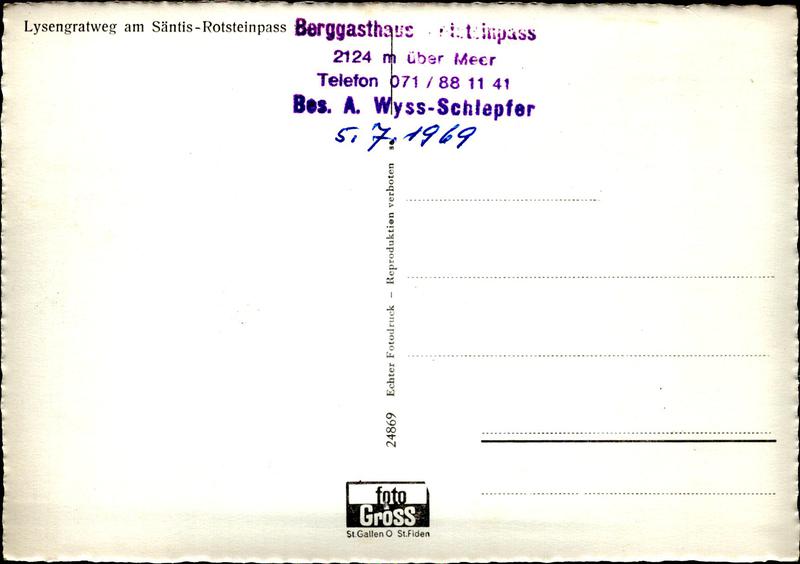 Lysengratweg am Säntis-Rotsteinpass
Berggasthaus Rotsteinpass
2124 m über Meer
Telefon 071 / 88 11 41
Bes. A. Wyss-Schlepfer
5. 7. 1969
24869 Echter Fotodruck – Reproduktion verboten
foto
Gross
St.Gallen O St.Fiden